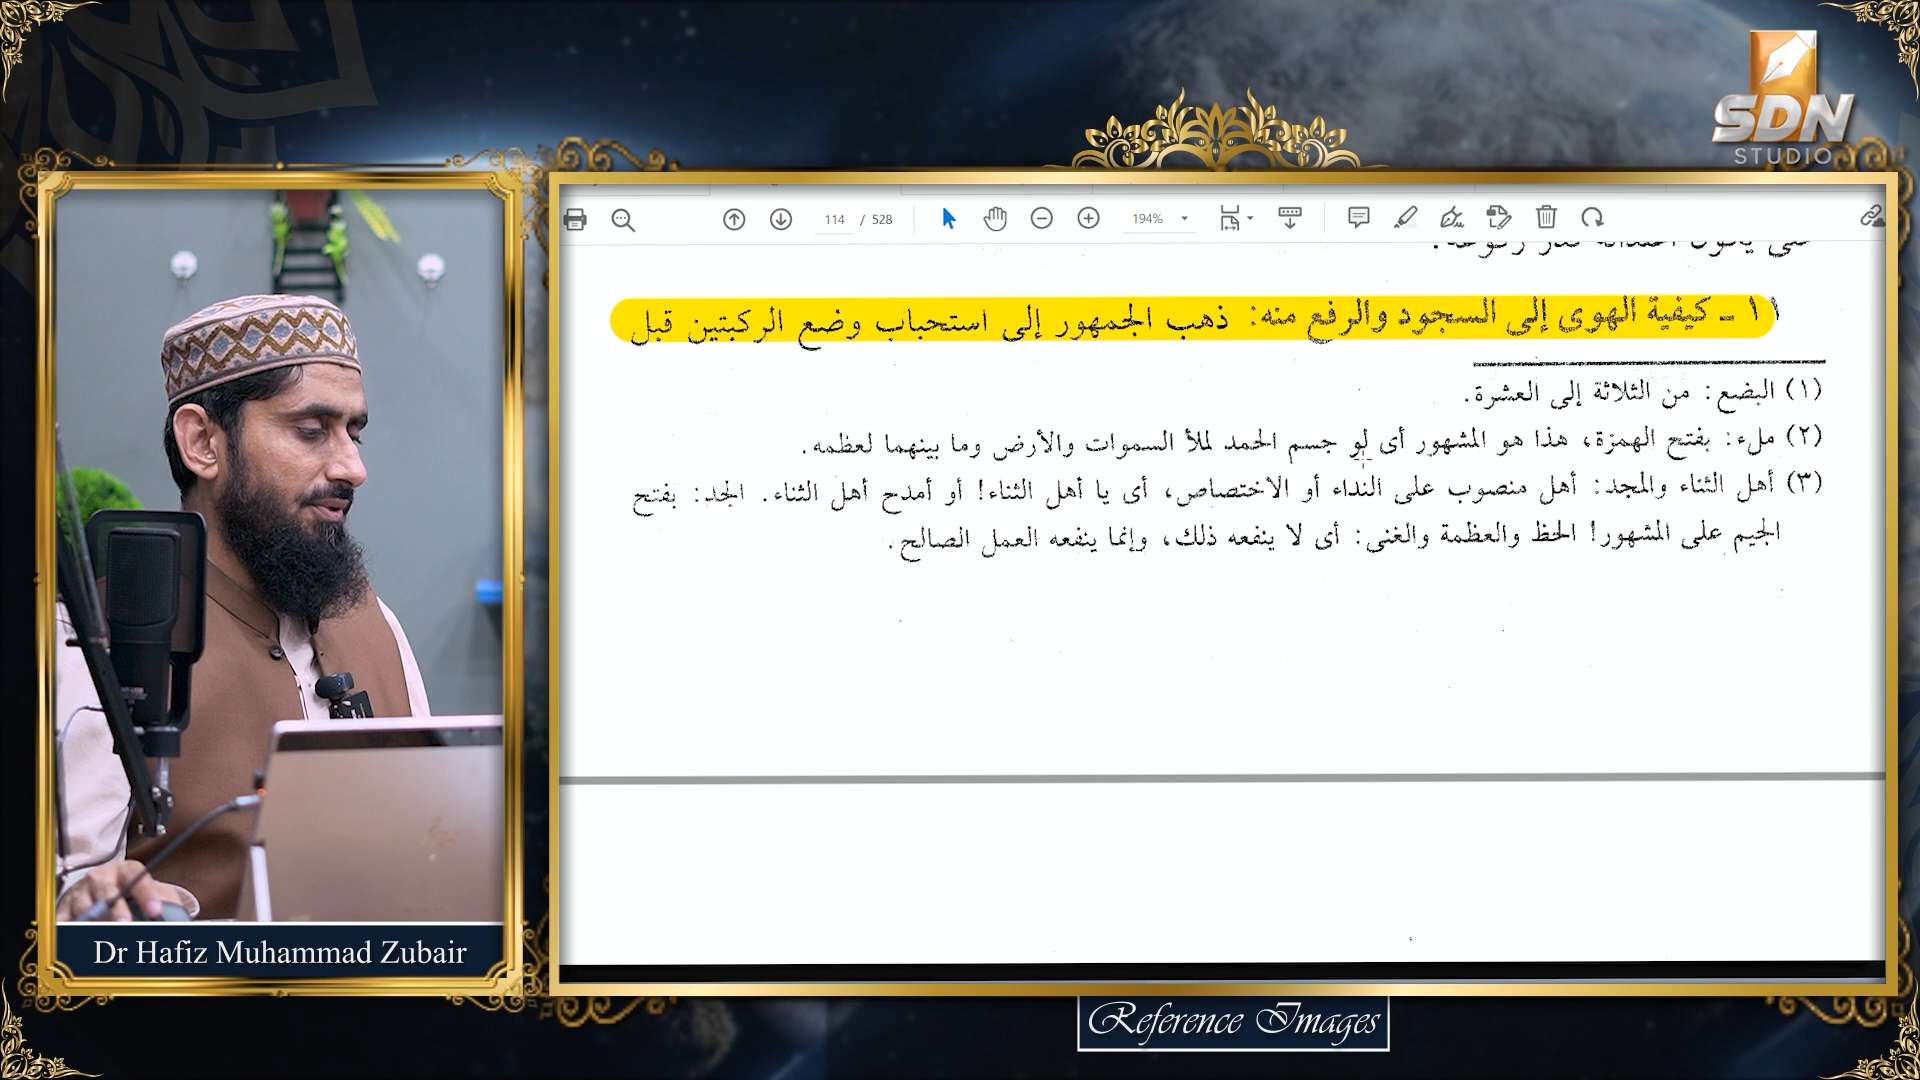 SDN
STUDIO
114 / 528
194%
١١ ـ كيفية الهوى إلى السجود والرفع منه: ذهب الجمهور إلى استحباب وضع الركبتين قبل
(١) البضع: من الثلاثة إلى العشرة.
(٢) ملء: بفتح الهمزة، هذا هو المشهور أى لو جسم الحمد لملأ السموات والأرض وما بينهما لعظمه.
(٣) أهل الثناء والمجد: أهل منصوب على النداء أو الاختصاص، أى يا أهل الثناء! أو أمدح أهل الثناء. الجد: بفتح
الجيم على المشهور! الحظ والعظمة والغنى: أى لا ينفعه ذلك، وإنما ينفعه العمل الصالح.
Dr Hafiz Muhammad Zubair
Reference Images